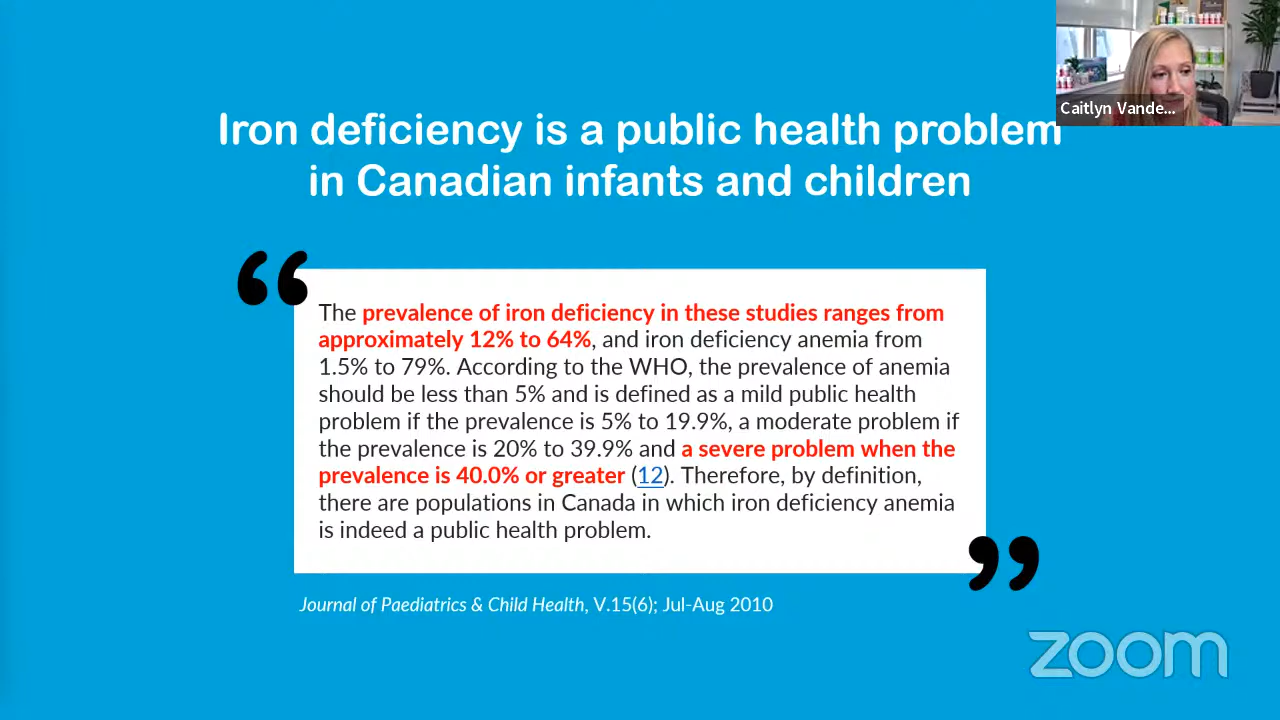 Caitlyn Vande...
Iron deficiency is a public health problem
in Canadian infants and children
“
The prevalence of iron deficiency in these studies ranges from
approximately 12% to 64%, and iron deficiency anemia from
1.5% to 79%. According to the WHO, the prevalence of anemia
should be less than 5% and is defined as a mild public health
problem if the prevalence is 5% to 19.9%, a moderate problem if
the prevalence is 20% to 39.9% and a severe problem when the
prevalence is 40.0% or greater (12). Therefore, by definition,
there are populations in Canada in which iron deficiency anemia
is indeed a public health problem.
”
Journal of Paediatrics & Child Health, V.15(6); Jul-Aug 2010
zoom